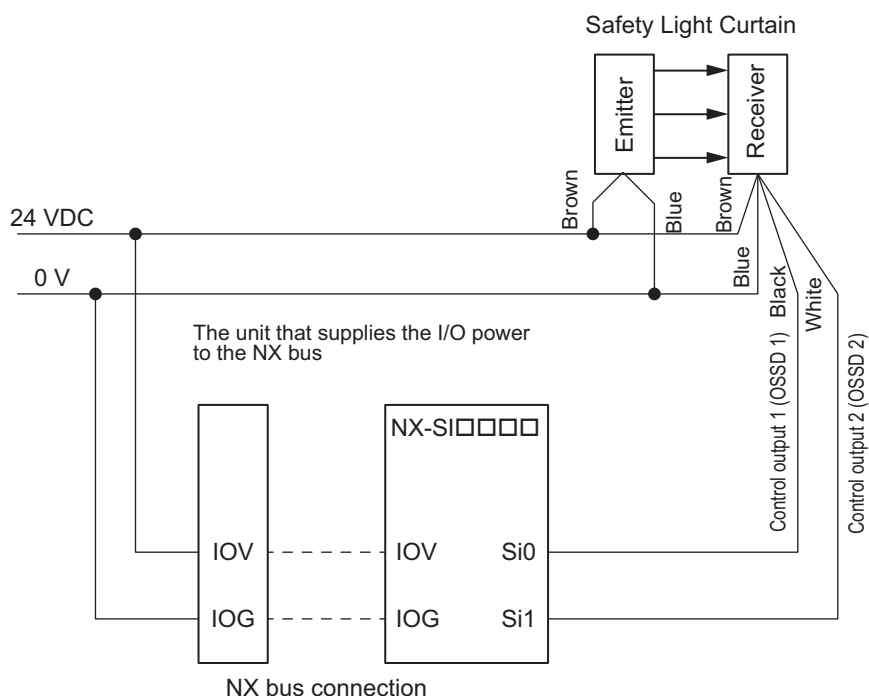 Safety Light Curtain
Emitter
Receiver
Brown
Blue
Brown
Blue
Black
White
24 VDC
0 V
Control output 1 (OSSD 1)
Control output 2 (OSSD 2)
The unit that supplies the I/O power
to the NX bus
NX-SI□□□□
IOV
IOV
Si0
IOG
IOG
Si1
NX bus connection